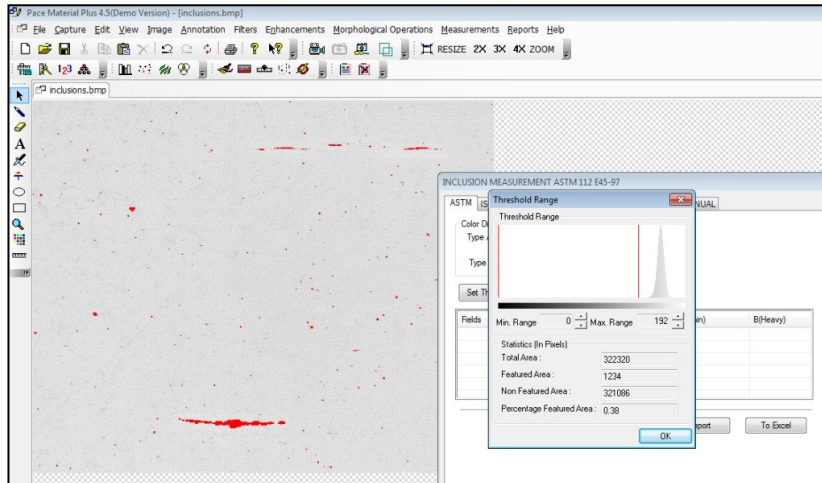 Pace Material Plus 4.5(Demo Version) - [inclusions.bmp]
File Capture Edit View Image Annotation Filters Enhancements Morphological Operations Measurements Reports Help
RESIZE 2X 3X 4X ZOOM
123
inclusions.bmp
A
INCLUSION MEASUREMENT ASTM 112 E45-97
ASTM
NUAL
Threshold Range
Threshold Range
Color Di
Type
Type
Set Th
Fields
B(Heavy)
Min. Range 0 Max. Range 192
Statistics (In Pixels)
Total Area : 322320
Featured Area : 1234
Non Featured Area : 321086
Percentage Featured Area : 0.38
OK
port
To Excel